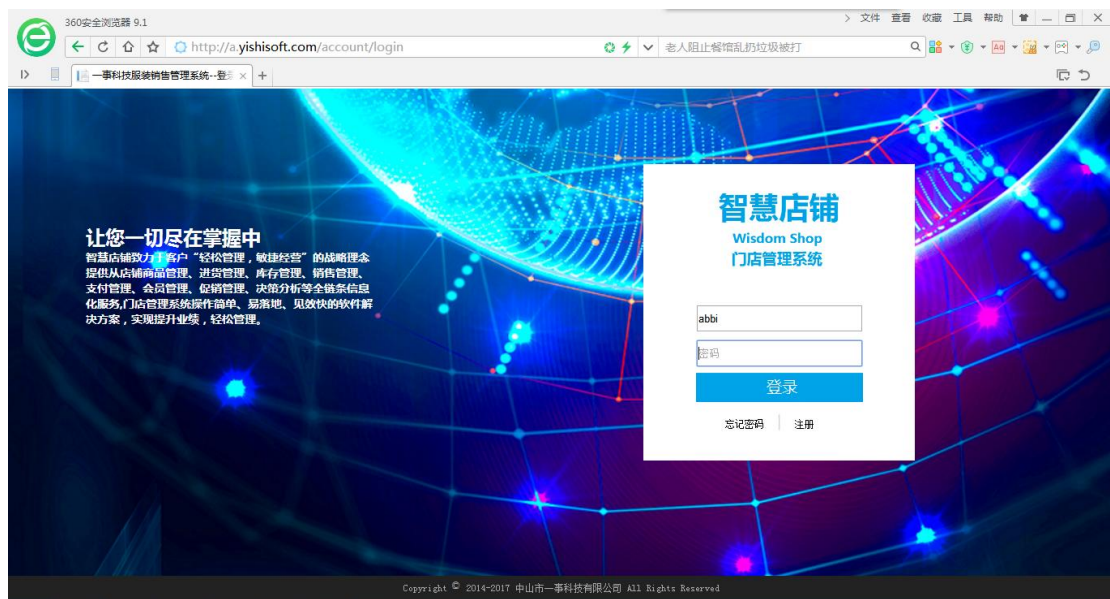 360安全浏览器 9.1
文件 查看 收藏 工具 帮助
http://a.yishisoft.com/account/login
老人阻止餐馆乱扔垃圾被打
一事科技服装销售管理系统--登录
让您一切尽在掌握中
智慧店铺致力于客户“轻松管理，敏捷经营”的战略理念
提供从店铺商品管理、进货管理、库存管理、销售管理、
支付管理、会员管理、促销管理、决策分析等全链条信息
化服务,门店管理系统操作简单、易落地、见效快的软件解
决方案，实现提升业绩，轻松管理。
智慧店铺
Wisdom Shop
门店管理系统
abbi
密码
登录
忘记密码 注册
Copyright © 2014-2017 中山市一事科技有限公司 All Rights Reserved